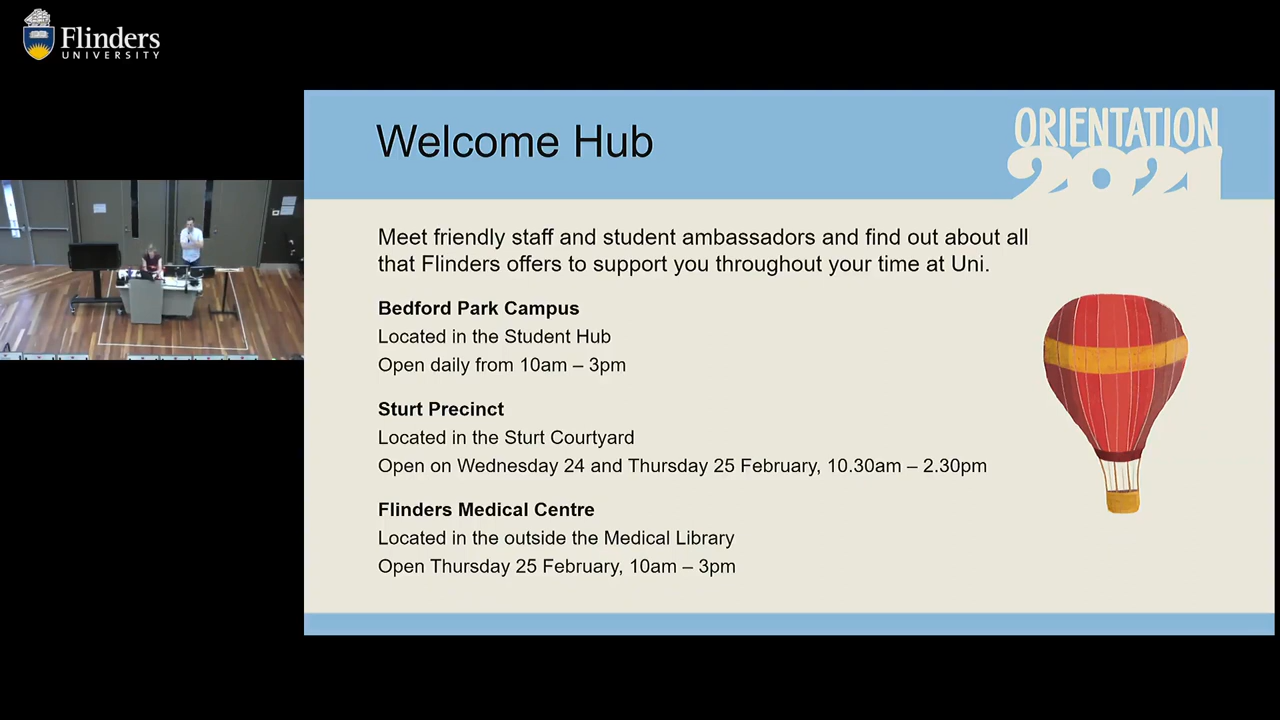 Flinders
UNIVERSITY
Welcome Hub
ORIENTATION
2021
Meet friendly staff and student ambassadors and find out about all
that Flinders offers to support you throughout your time at Uni.
Bedford Park Campus
Located in the Student Hub
Open daily from 10am – 3pm
Sturt Precinct
Located in the Sturt Courtyard
Open on Wednesday 24 and Thursday 25 February, 10.30am – 2.30pm
Flinders Medical Centre
Located in the outside the Medical Library
Open Thursday 25 February, 10am – 3pm